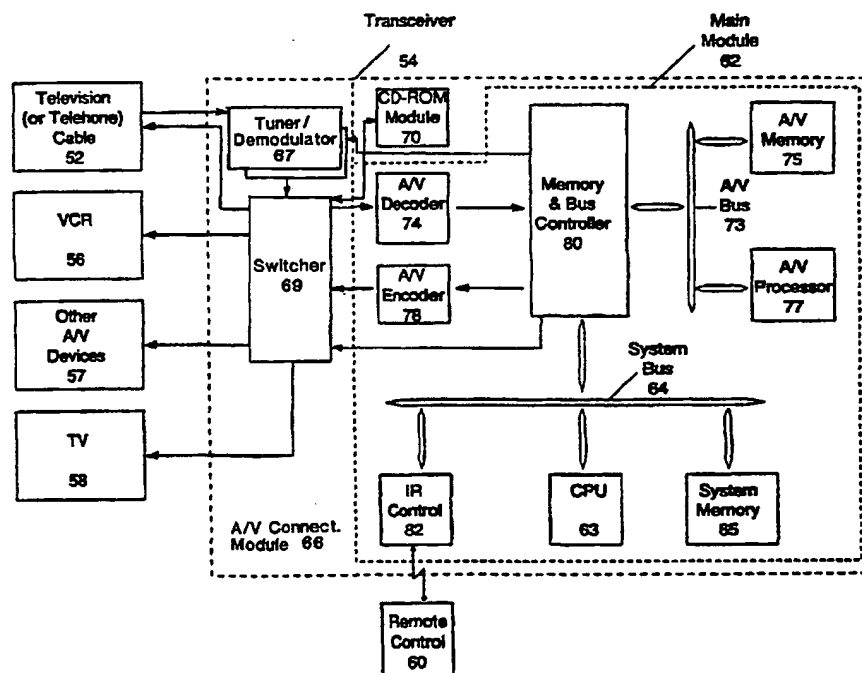 Transceiver
54
Main
Module
62
Television
(or Telehone)
Cable
52
Tuner/
Demodulator
67
CD-ROM
Module
70
A/V
Memory
75
VCR
56
Switcher
69
A/V
Decoder
74
Memory
& Bus
Controller
80
A/V
Bus
73
Other
A/V
Devices
57
A/V
Encoder
78
A/V
Processor
77
System
Bus
64
TV
58
A/V Connect.
Module 66
IR
Control
82
CPU
63
System
Memory
85
Remote
Control
60